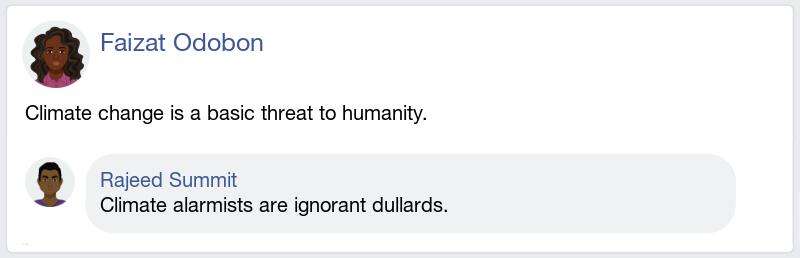 Faizat Odobon
Climate change is a basic threat to humanity.
Rajeed Summit
Climate alarmists are ignorant dullards.